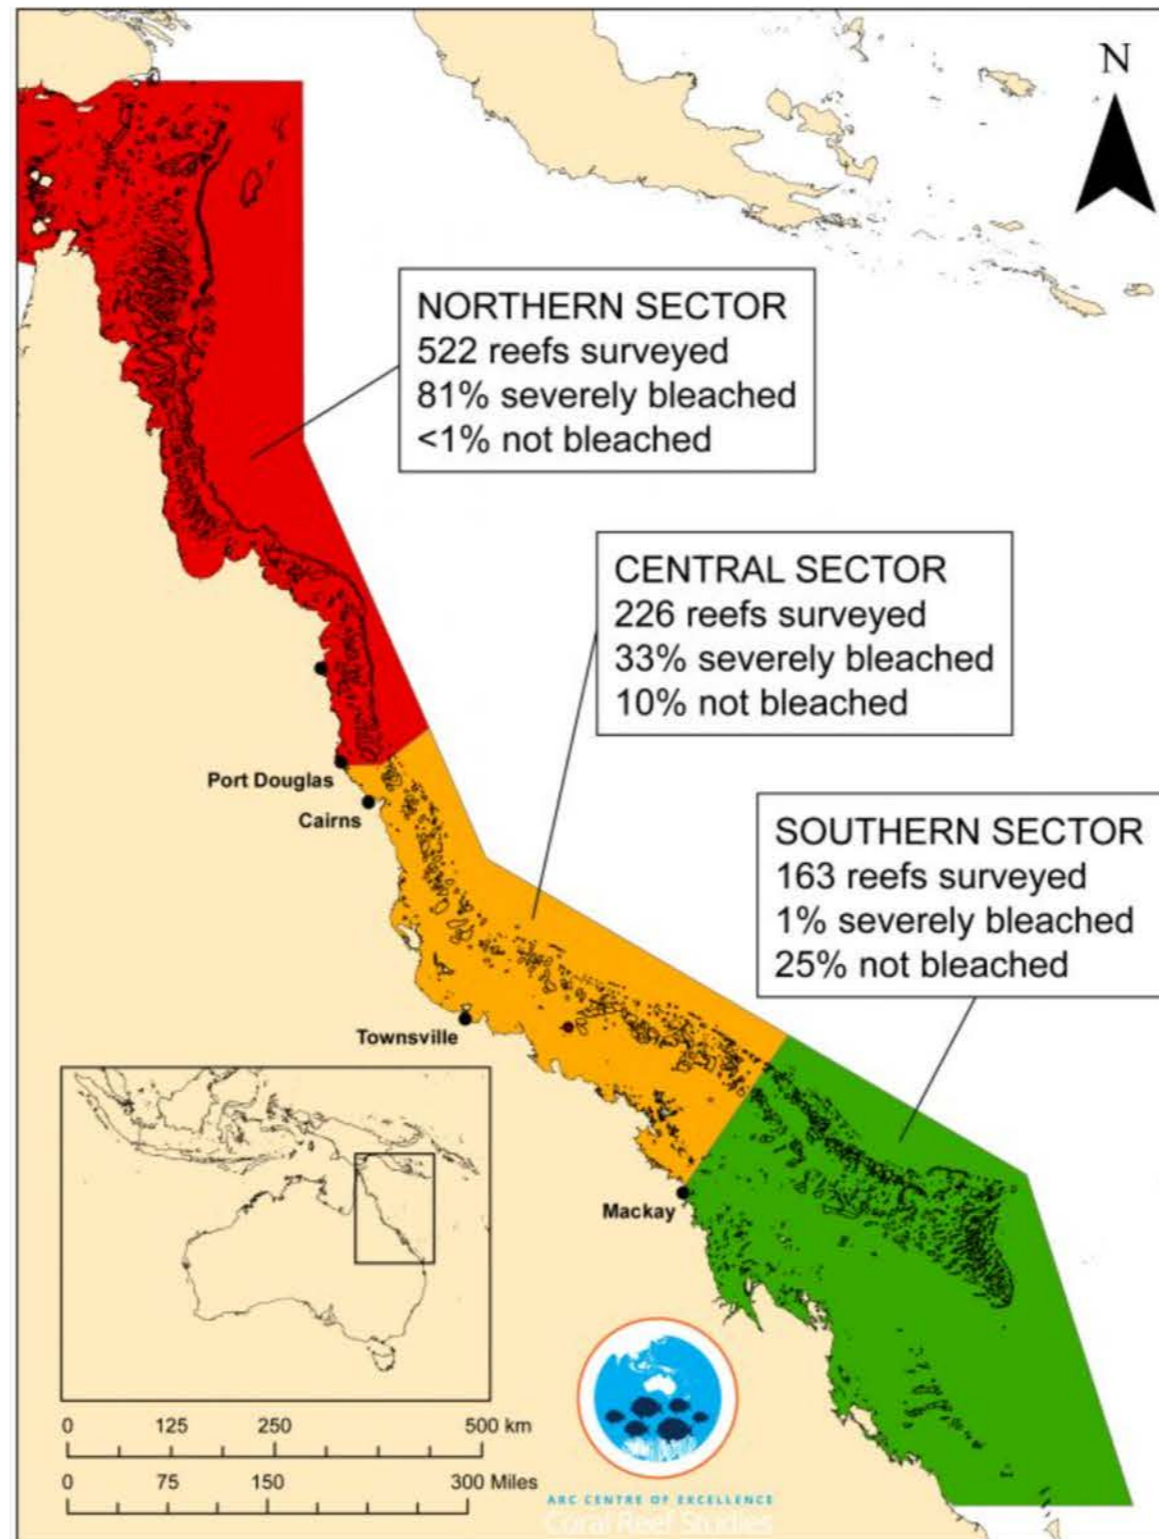 N
NORTHERN SECTOR
522 reefs surveyed
81% severely bleached
<1% not bleached
CENTRAL SECTOR
226 reefs surveyed
33% severely bleached
10% not bleached
Port Douglas
Cairns
SOUTHERN SECTOR
163 reefs surveyed
1% severely bleached
25% not bleached
Townsville
Mackay
0 125 250 500 km
0 75 150 300 Miles
ARC CENTRE OF EXCELLENCE
Coral Reef Studies